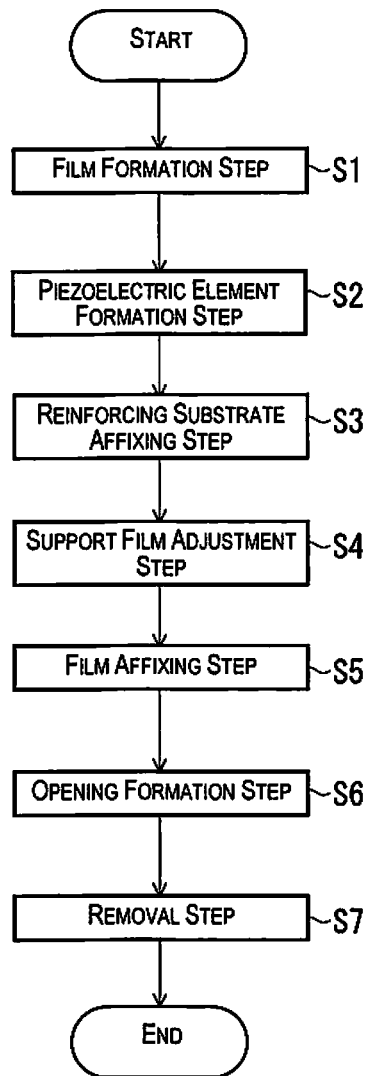 START
FILM FORMATION STEP
S1
PIEZOELECTRIC ELEMENT
FORMATION STEP
S2
REINFORCING SUBSTRATE
AFFIXING STEP
S3
SUPPORT FILM ADJUSTMENT
STEP
S4
FILM AFFIXING STEP
S5
OPENING FORMATION STEP
S6
REMOVAL STEP
S7
END